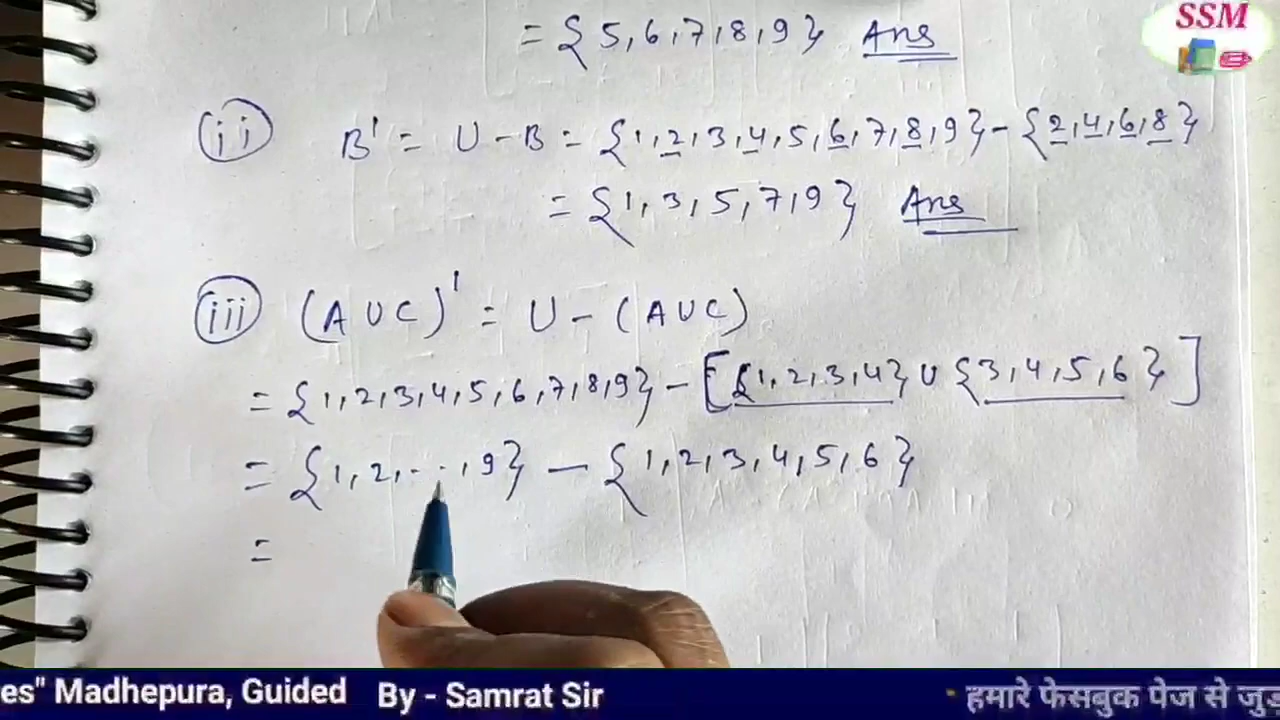 = {5,6,7,8,9} Ans
SSM
(ii) B' = U - B = {1,2,3,4,5,6,7,8,9} - {2,4,6,8}
= {1,3,5,7,9} Ans
(iii) (A ∪ C)' = U - (A ∪ C)
= {1,2,3,4,5,6,7,8,9} - [{1,2,3,4} ∪ {3,4,5,6}]
= {1,2,...,9} - {1,2,3,4,5,6}
=
es" Madhepura, Guided By - Samrat Sir हमारे फेसबुक पेज से जुड़